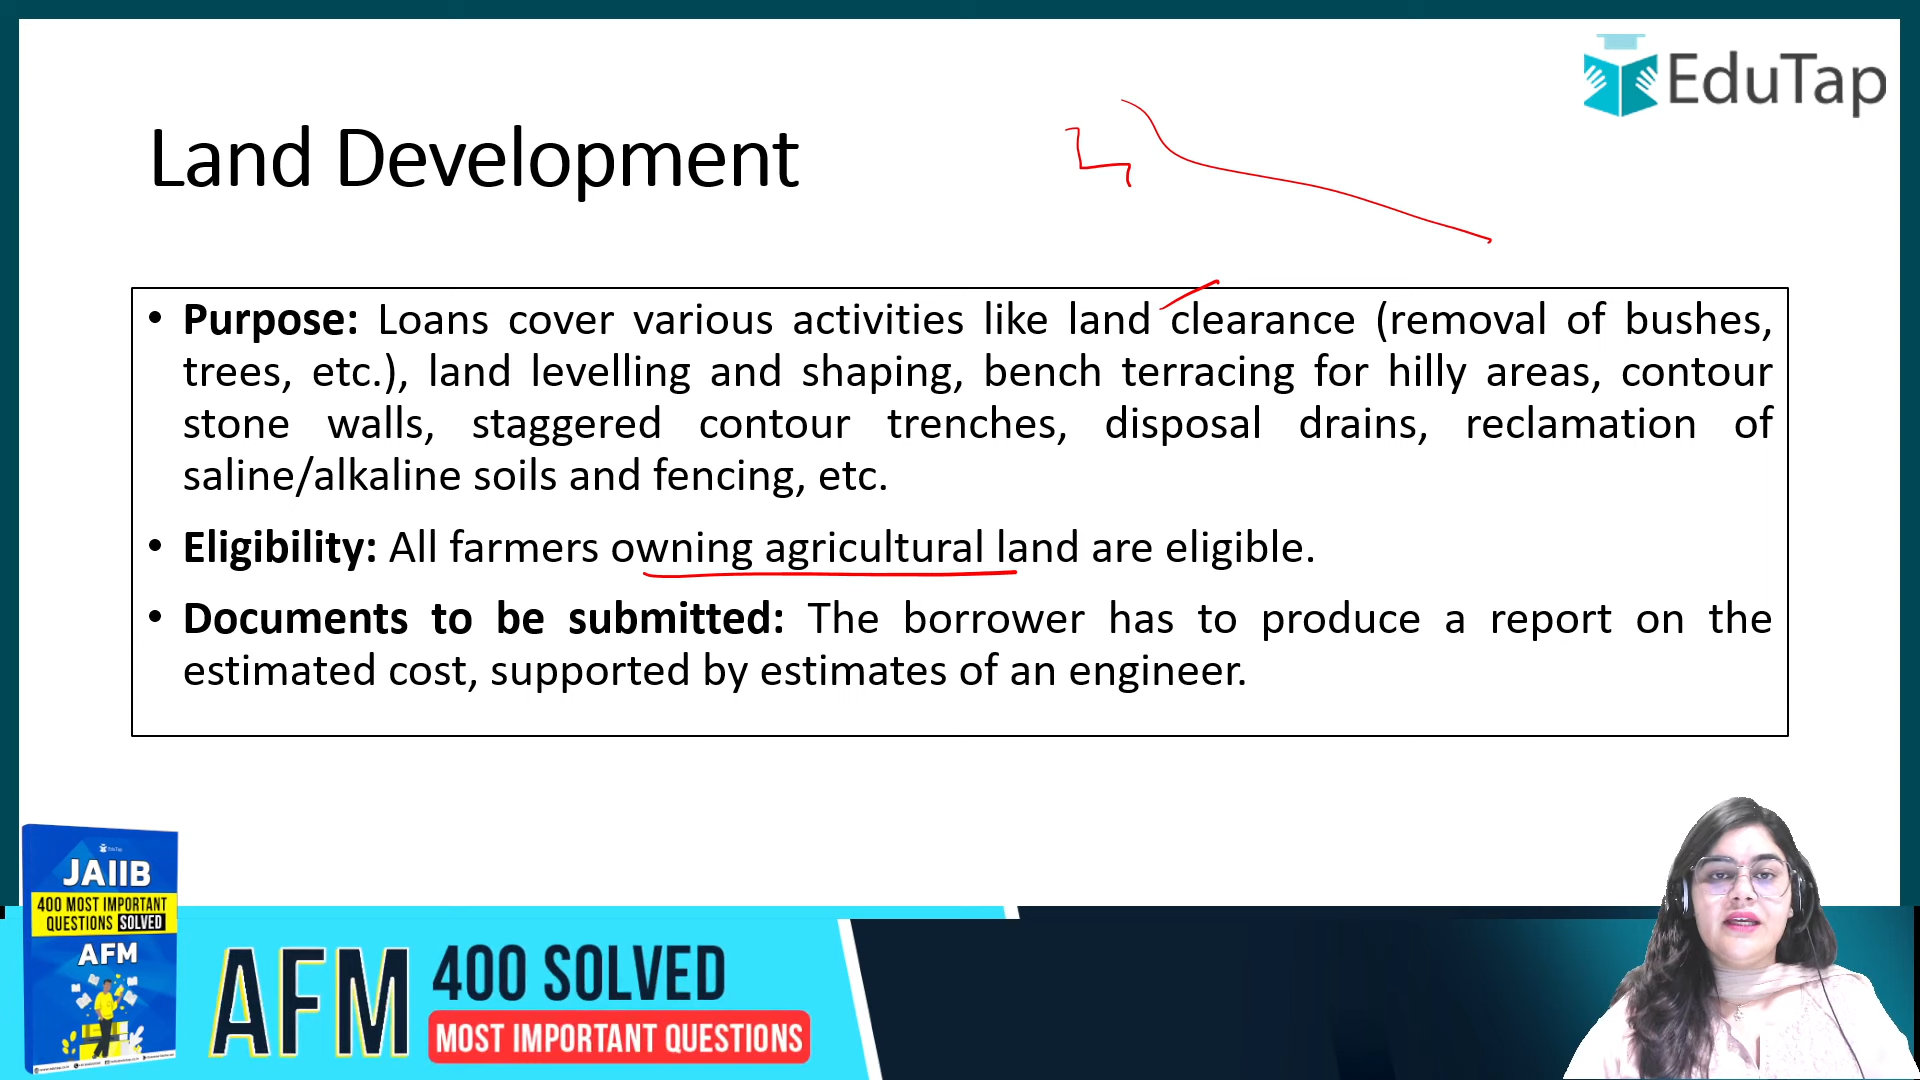 EduTap
Land Development
• Purpose: Loans cover various activities like land clearance (removal of bushes,
trees, etc.), land levelling and shaping, bench terracing for hilly areas, contour
stone walls, staggered contour trenches, disposal drains, reclamation of
saline/alkaline soils and fencing, etc.
• Eligibility: All farmers owning agricultural land are eligible.
• Documents to be submitted: The borrower has to produce a report on the
estimated cost, supported by estimates of an engineer.
EduTap
JAIIB
400 MOST IMPORTANT
QUESTIONS SOLVED
AFM
AFM
400 SOLVED
MOST IMPORTANT QUESTIONS